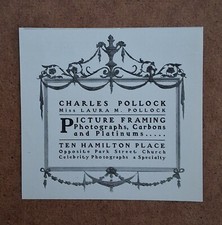 CHARLES POLLOCK
Miss LAURA M. POLLOCK
PICTURE FRAMING
Photographs, Carbons
and Platinums.....
TEN HAMILTON PLACE
Opposite Park Street Church
Celebrity Photographs a Specialty